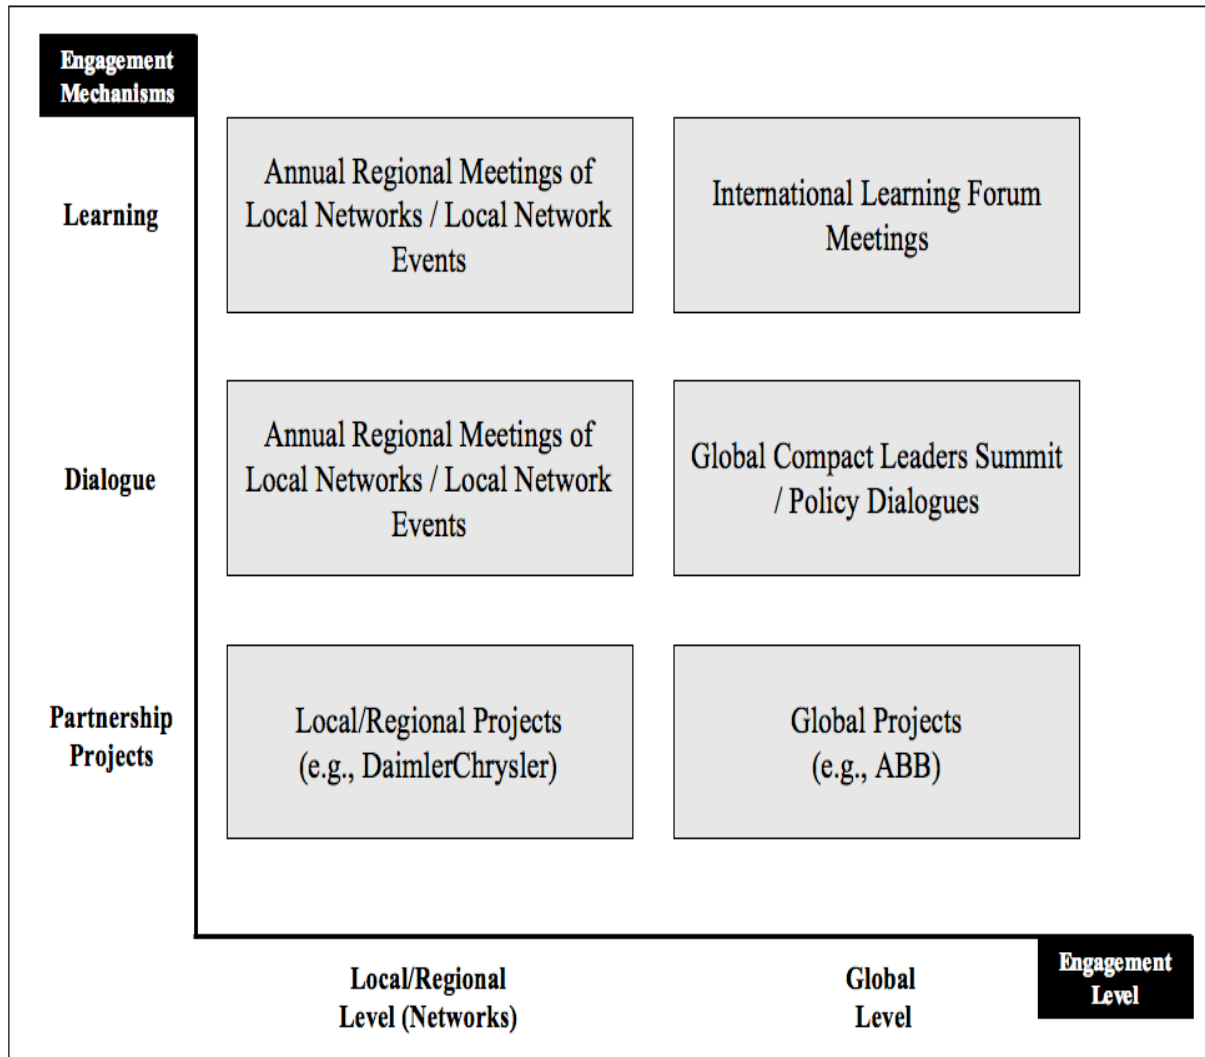 Engagement
Mechanisms
Learning
Annual Regional Meetings of
Local Networks / Local Network
Events
International Learning Forum
Meetings
Dialogue
Annual Regional Meetings of
Local Networks / Local Network
Events
Global Compact Leaders Summit
/ Policy Dialogues
Partnership
Projects
Local/Regional Projects
(e.g., DaimlerChrysler)
Global Projects
(e.g., ABB)
Local/Regional
Level (Networks)
Global
Level
Engagement
Level